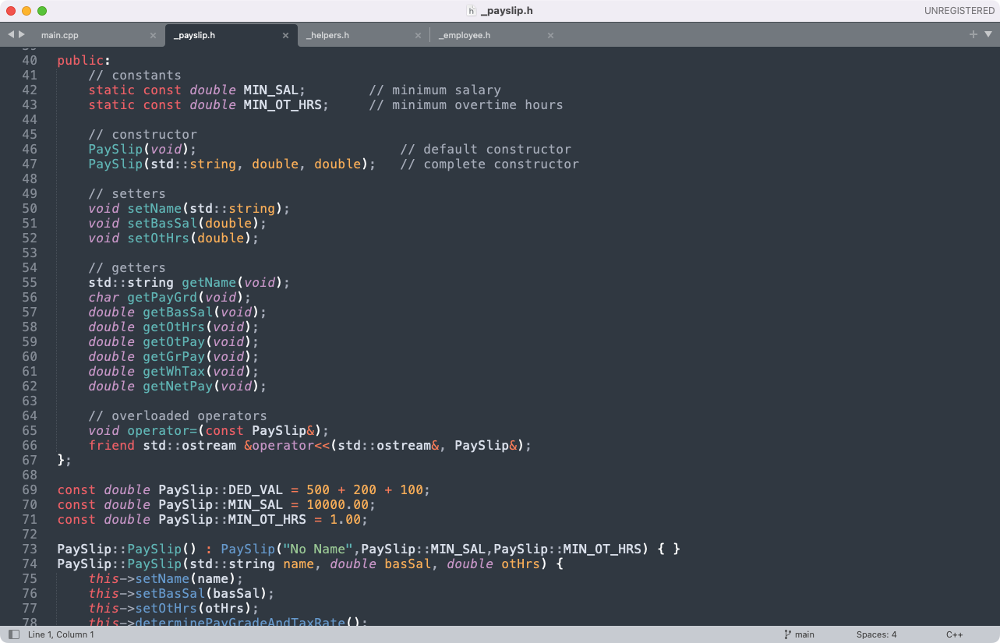 h _payslip.h UNREGISTERED
main.cpp × _payslip.h × _helpers.h × _employee.h ×
39
40 public:
41     // constants
42     static const double MIN_SAL;        // minimum salary
43     static const double MIN_OT_HRS;     // minimum overtime hours
44
45     // constructor
46     PaySlip(void);                          // default constructor
47     PaySlip(std::string, double, double);   // complete constructor
48
49     // setters
50     void setName(std::string);
51     void setBasSal(double);
52     void setOtHrs(double);
53
54     // getters
55     std::string getName(void);
56     char getPayGrd(void);
57     double getBasSal(void);
58     double getOtHrs(void);
59     double getOtPay(void);
60     double getGrPay(void);
61     double getWhTax(void);
62     double getNetPay(void);
63
64     // overloaded operators
65     void operator=(const PaySlip&);
66     friend std::ostream &operator<<(std::ostream&, PaySlip&);
67 };
68
69 const double PaySlip::DED_VAL = 500 + 200 + 100;
70 const double PaySlip::MIN_SAL = 10000.00;
71 const double PaySlip::MIN_OT_HRS = 1.00;
72
73 PaySlip::PaySlip() : PaySlip("No Name",PaySlip::MIN_SAL,PaySlip::MIN_OT_HRS) { }
74 PaySlip::PaySlip(std::string name, double basSal, double otHrs) {
75     this->setName(name);
76     this->setBasSal(basSal);
77     this->setOtHrs(otHrs);
78     this->determinePayGradeAndTaxRate();
Line 1, Column 1 main Spaces: 4 C++